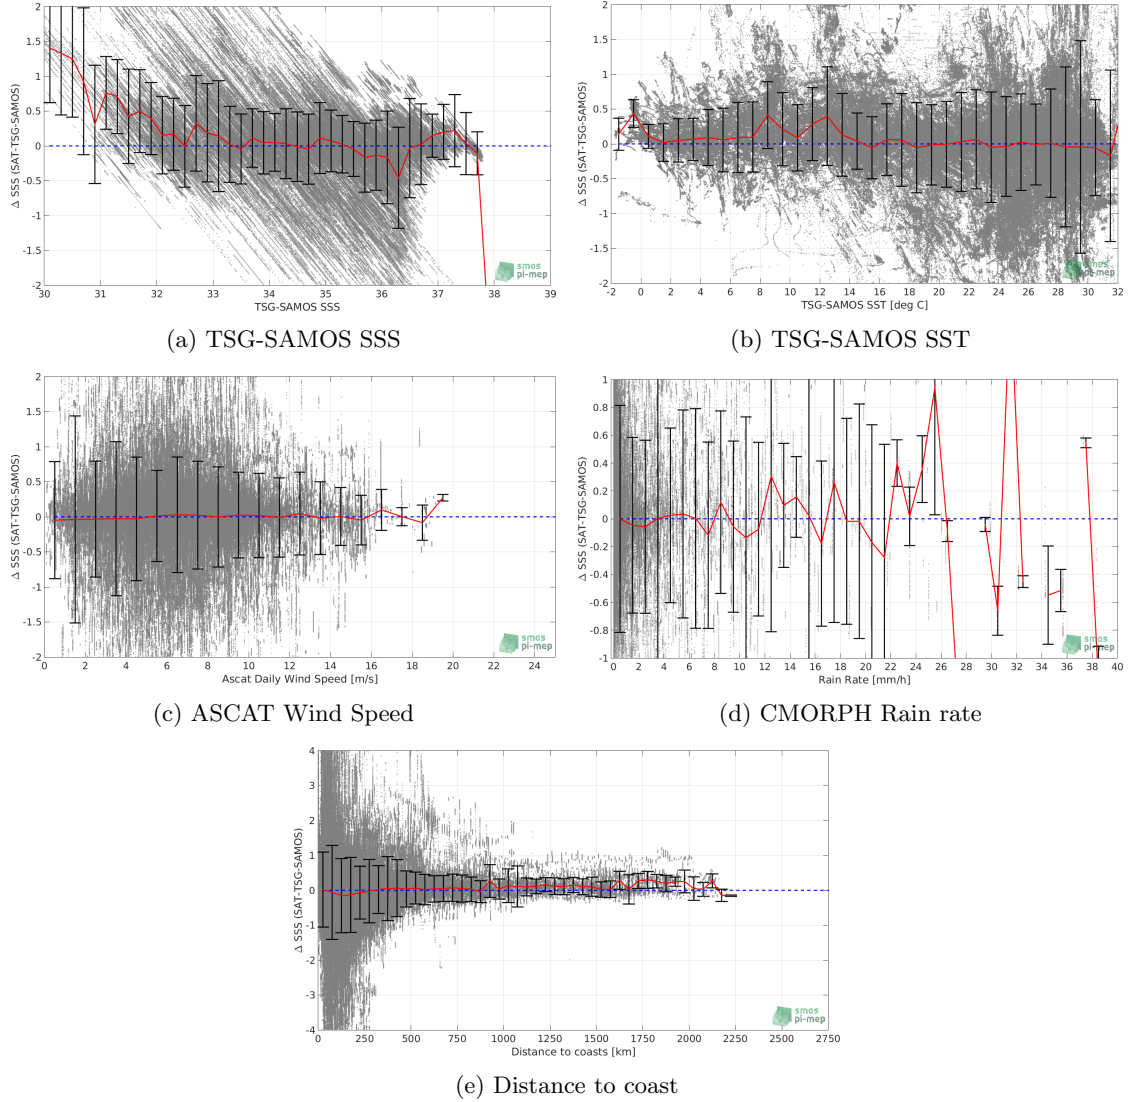 2
1.5
1
0.5
0
-0.5
-1
-1.5
-2
Δ SSS (SAT-TSG-SAMOS)
30 31 32 33 34 35 36 37 38 39
TSG-SAMOS SSS
smos
pi-mep
(a) TSG-SAMOS SSS
2
1.5
1
0.5
0
-0.5
-1
-1.5
-2
Δ SSS (SAT-TSG-SAMOS)
-2 0 2 4 6 8 10 12 14 16 18 20 22 24 26 28 30 32
TSG-SAMOS SST [deg C]
smos
pi-mep
(b) TSG-SAMOS SST
2
1.5
1
0.5
0
-0.5
-1
-1.5
-2
Δ SSS (SAT-TSG-SAMOS)
0 2 4 6 8 10 12 14 16 18 20 22 24
Ascat Daily Wind Speed [m/s]
smos
pi-mep
(c) ASCAT Wind Speed
1
0.8
0.6
0.4
0.2
0
-0.2
-0.4
-0.6
-0.8
-1
Δ SSS (SAT-TSG-SAMOS)
0 2 4 6 8 10 12 14 16 18 20 22 24 26 28 30 32 34 36 38 40
Rain Rate [mm/h]
smos
pi-mep
(d) CMORPH Rain rate
4
3
2
1
0
-1
-2
-3
-4
Δ SSS (SAT-TSG-SAMOS)
0 250 500 750 1000 1250 1500 1750 2000 2250 2500 2750
Distance to coasts [km]
smos
pi-mep
(e) Distance to coast